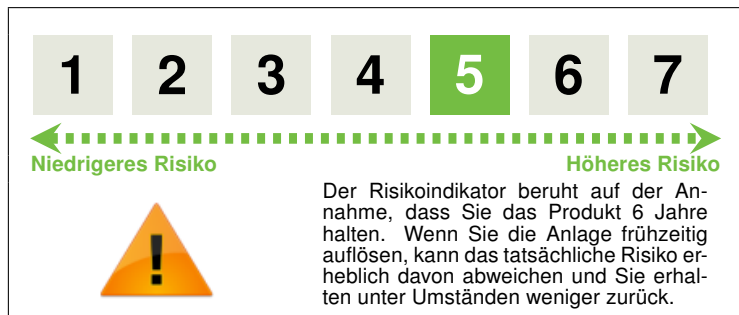 1 2 3 4 5 6 7
Niedrigeres Risiko Höheres Risiko
Der Risikoindikator beruht auf der An-
nahme, dass Sie das Produkt 6 Jahre
halten. Wenn Sie die Anlage frühzeitig
auflösen, kann das tatsächliche Risiko er-
heblich davon abweichen und Sie erhal-
ten unter Umständen weniger zurück.
!